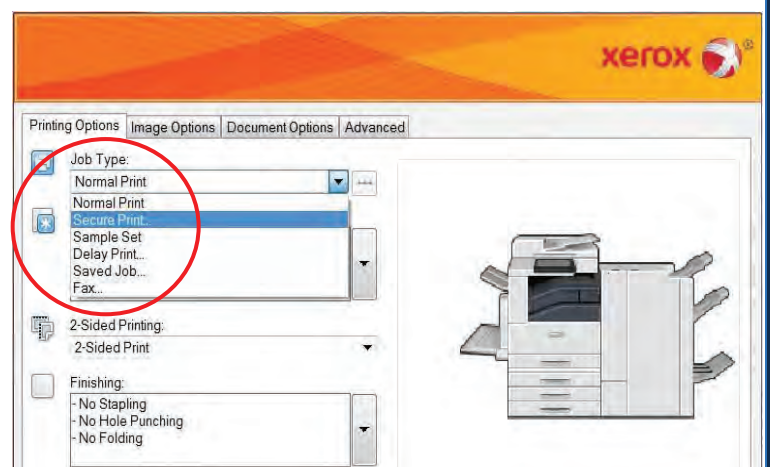 xerox ®
Printing Options Image Options Document Options Advanced
Job Type:
Normal Print
Normal Print
Secure Print...
Sample Set
Delay Print...
Saved Job...
Fax...
2-Sided Printing:
2-Sided Print
Finishing:
- No Stapling
- No Hole Punching
- No Folding